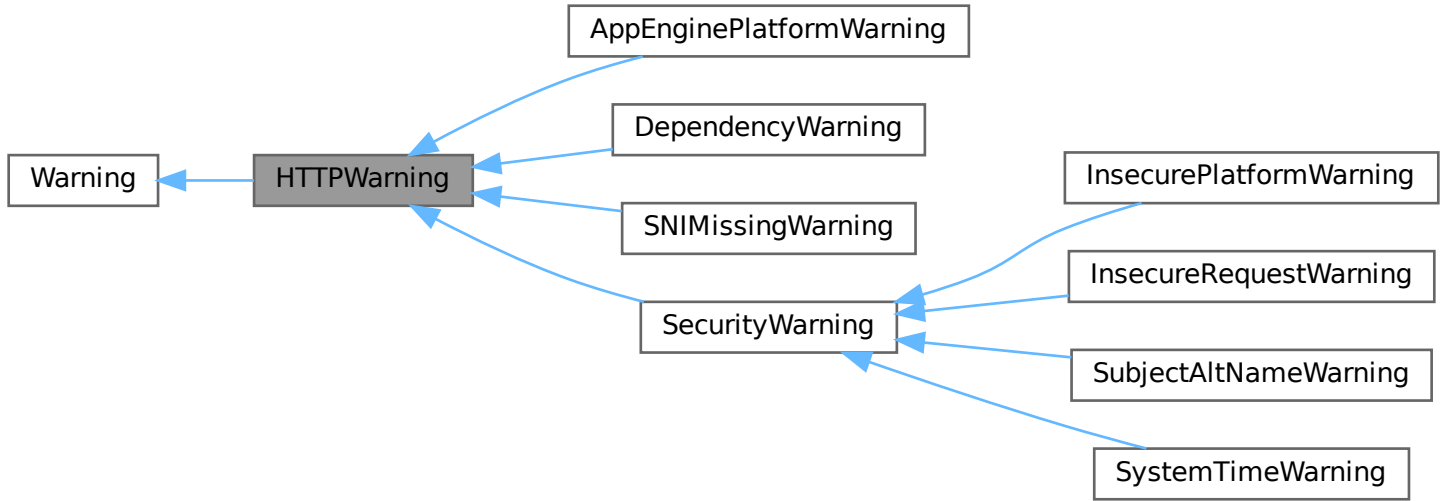 AppEnginePlatformWarning
DependencyWarning
Warning
HTTPWarning
InsecurePlatformWarning
SNIMissingWarning
InsecureRequestWarning
SecurityWarning
SubjectAltNameWarning
SystemTimeWarning